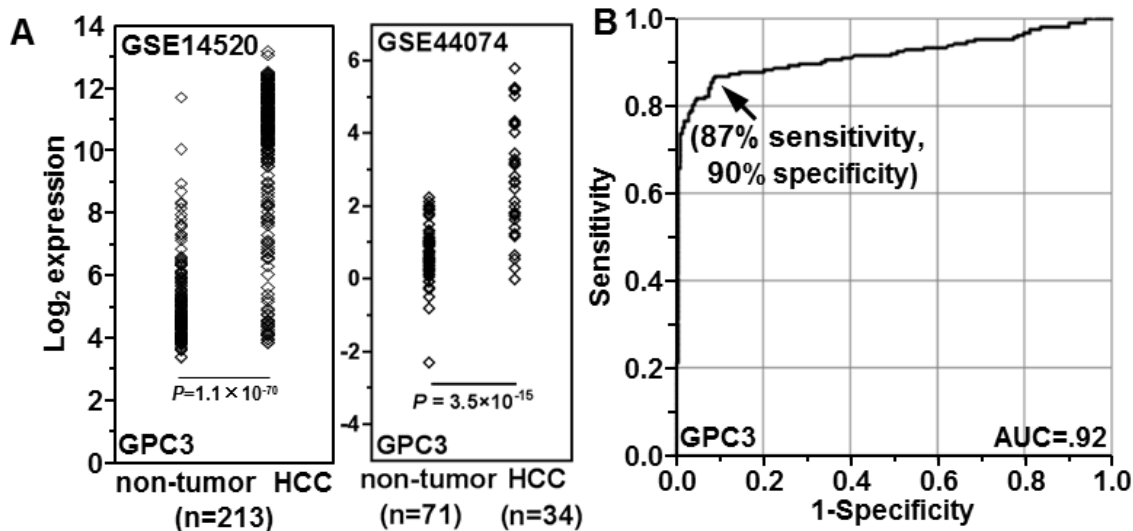 A
GSE14520
14
12
10
8
6
4
2
0
Log₂ expression
P=1.1×10⁻⁷⁰
GPC3
non-tumor HCC
(n=213)
GSE44074
6
4
2
0
-2
-4
P = 3.5×10⁻¹⁵
GPC3
non-tumor HCC
(n=71) (n=34)
B
1.0
0.8
0.6
0.4
0.2
0.0
Sensitivity
(87% sensitivity,
90% specificity)
GPC3 AUC=.92
0.0 0.2 0.4 0.6 0.8 1.0
1-Specificity